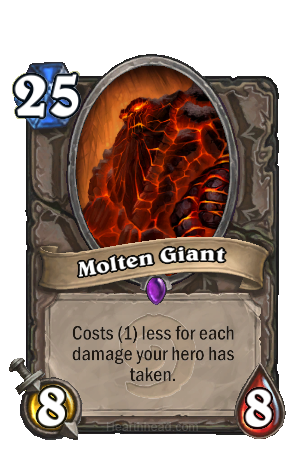 25
Molten Giant
Costs (1) less for each
damage your hero has
taken.
8
8